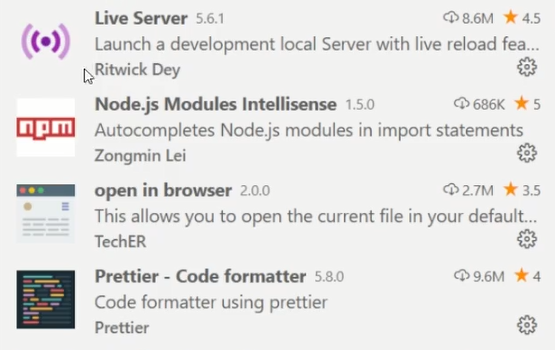 Live Server 5.6.1 8.6M 4.5
Launch a development local Server with live reload fea...
Ritwick Dey
Node.js Modules Intellisense 1.5.0 686K 5
npm
Autocompletes Node.js modules in import statements
Zongmin Lei
open in browser 2.0.0 2.7M 3.5
This allows you to open the current file in your default...
TechER
Prettier - Code formatter 5.8.0 9.6M 4
Code formatter using prettier
Prettier